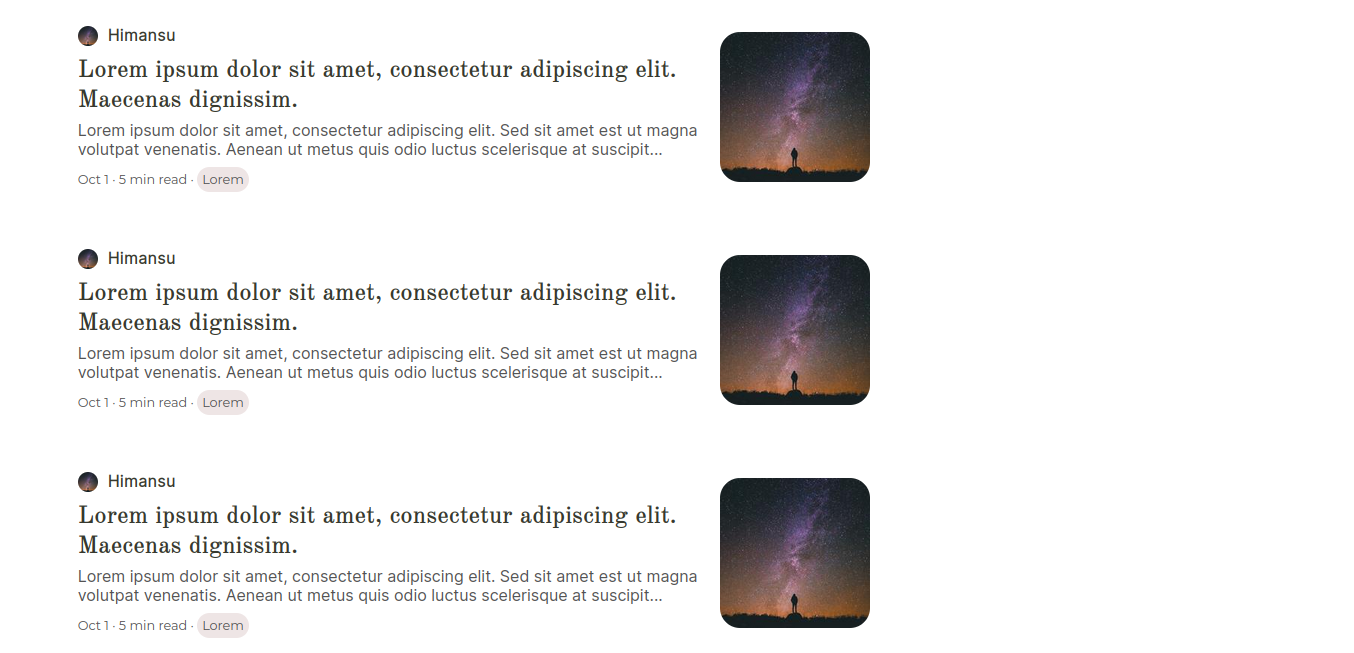 Himansu
Lorem ipsum dolor sit amet, consectetur adipiscing elit.
Maecenas dignissim.
Lorem ipsum dolor sit amet, consectetur adipiscing elit. Sed sit amet est ut magna
volutpat venenatis. Aenean ut metus quis odio luctus scelerisque at suscipit...
Oct 1 · 5 min read · Lorem
Himansu
Lorem ipsum dolor sit amet, consectetur adipiscing elit.
Maecenas dignissim.
Lorem ipsum dolor sit amet, consectetur adipiscing elit. Sed sit amet est ut magna
volutpat venenatis. Aenean ut metus quis odio luctus scelerisque at suscipit...
Oct 1 · 5 min read · Lorem
Himansu
Lorem ipsum dolor sit amet, consectetur adipiscing elit.
Maecenas dignissim.
Lorem ipsum dolor sit amet, consectetur adipiscing elit. Sed sit amet est ut magna
volutpat venenatis. Aenean ut metus quis odio luctus scelerisque at suscipit...
Oct 1 · 5 min read · Lorem